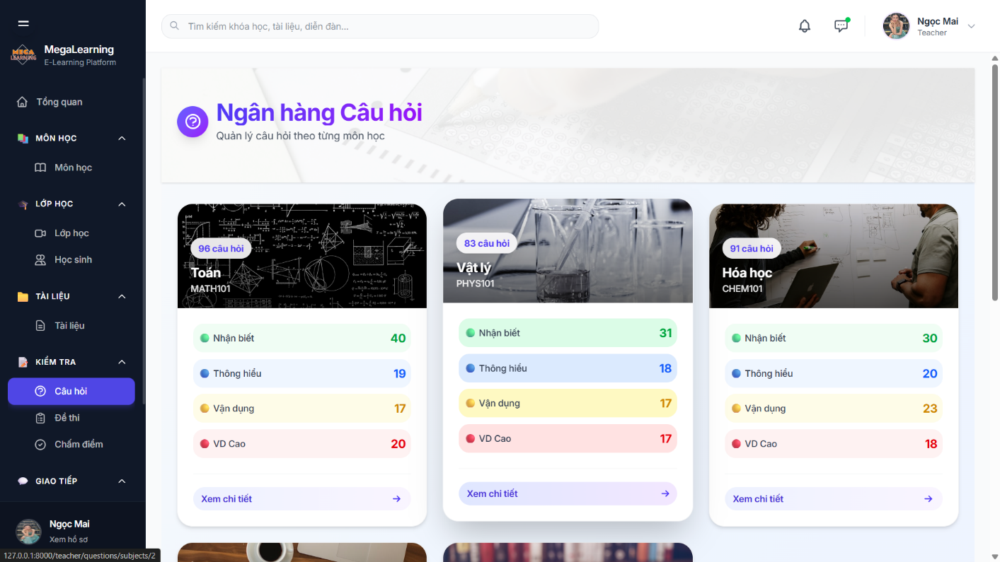 Tìm kiếm khóa học, tài liệu, diễn đàn...
Ngọc Mai
Teacher
MEGA
LEARNING
MegaLearning
E-Learning Platform
Tổng quan
MÔN HỌC
Môn học
LỚP HỌC
Lớp học
Học sinh
TÀI LIỆU
Tài liệu
KIỂM TRA
Câu hỏi
Đề thi
Chấm điểm
GIAO TIẾP
Ngọc Mai
Xem hồ sơ
127.0.0.1:8000/teacher/questions/subjects/2
Ngân hàng Câu hỏi
Quản lý câu hỏi theo từng môn học
96 câu hỏi
Toán
MATH101
Nhận biết 40
Thông hiểu 19
Vận dụng 17
VD Cao 20
Xem chi tiết
83 câu hỏi
Vật lý
PHYS101
Nhận biết 31
Thông hiểu 18
Vận dụng 17
VD Cao 17
Xem chi tiết
91 câu hỏi
Hóa học
CHEM101
Nhận biết 30
Thông hiểu 20
Vận dụng 23
VD Cao 18
Xem chi tiết